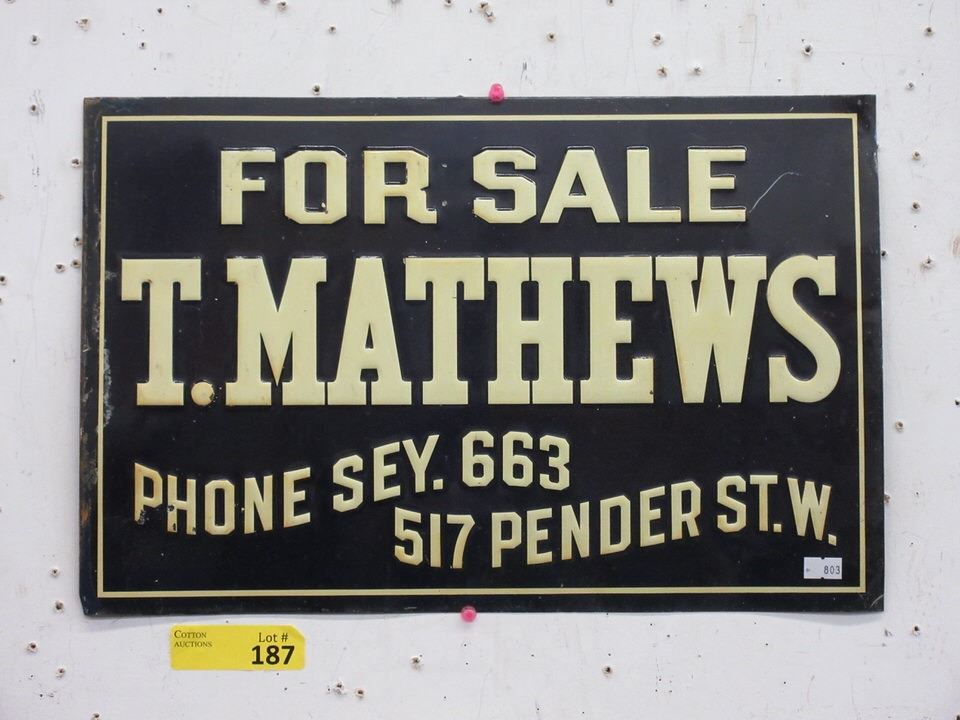 FOR SALE
T. MATHEWS
PHONE SEY. 663
517 PENDER ST. W.
803
COTTON AUCTIONS
Lot #
187